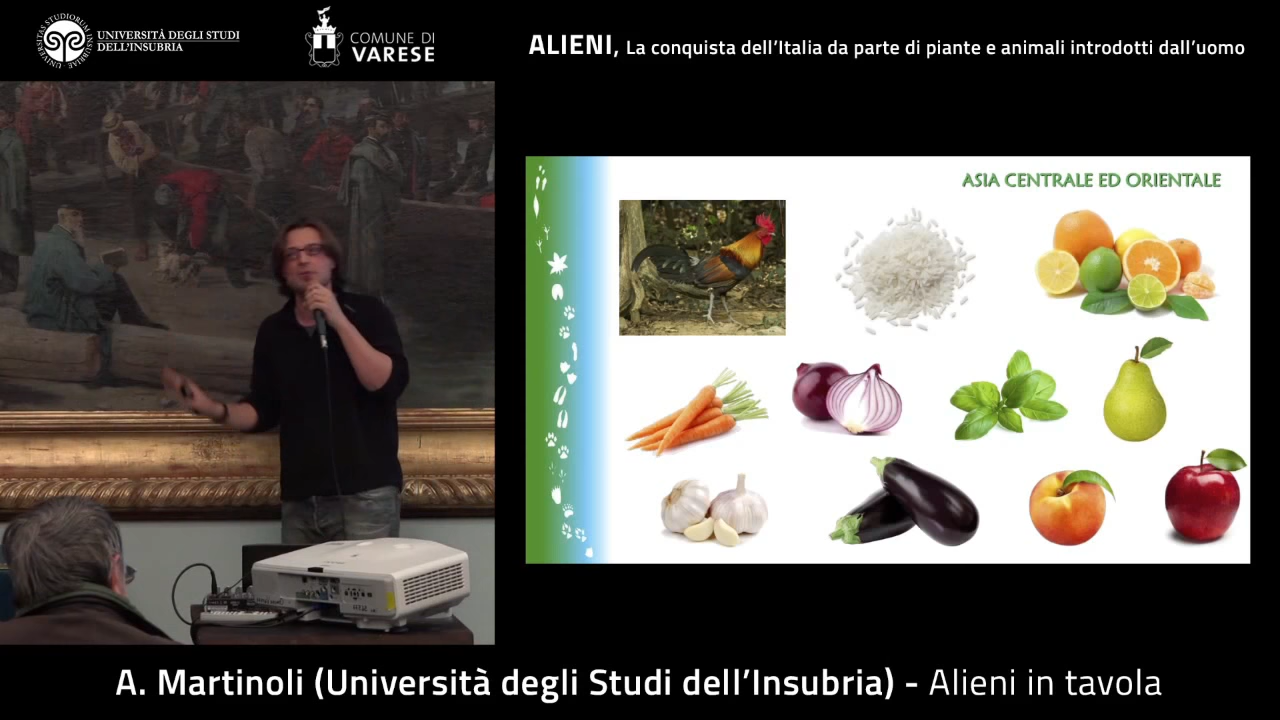 UNIVERSITÀ DEGLI STUDI
DELL'INSUBRIA
COMUNE DI
VARESE
ALIENI, La conquista dell'Italia da parte di piante e animali introdotti dall'uomo
ASIA CENTRALE ED ORIENTALE
A. Martinoli (Università degli Studi dell'Insubria) - Alieni in tavola